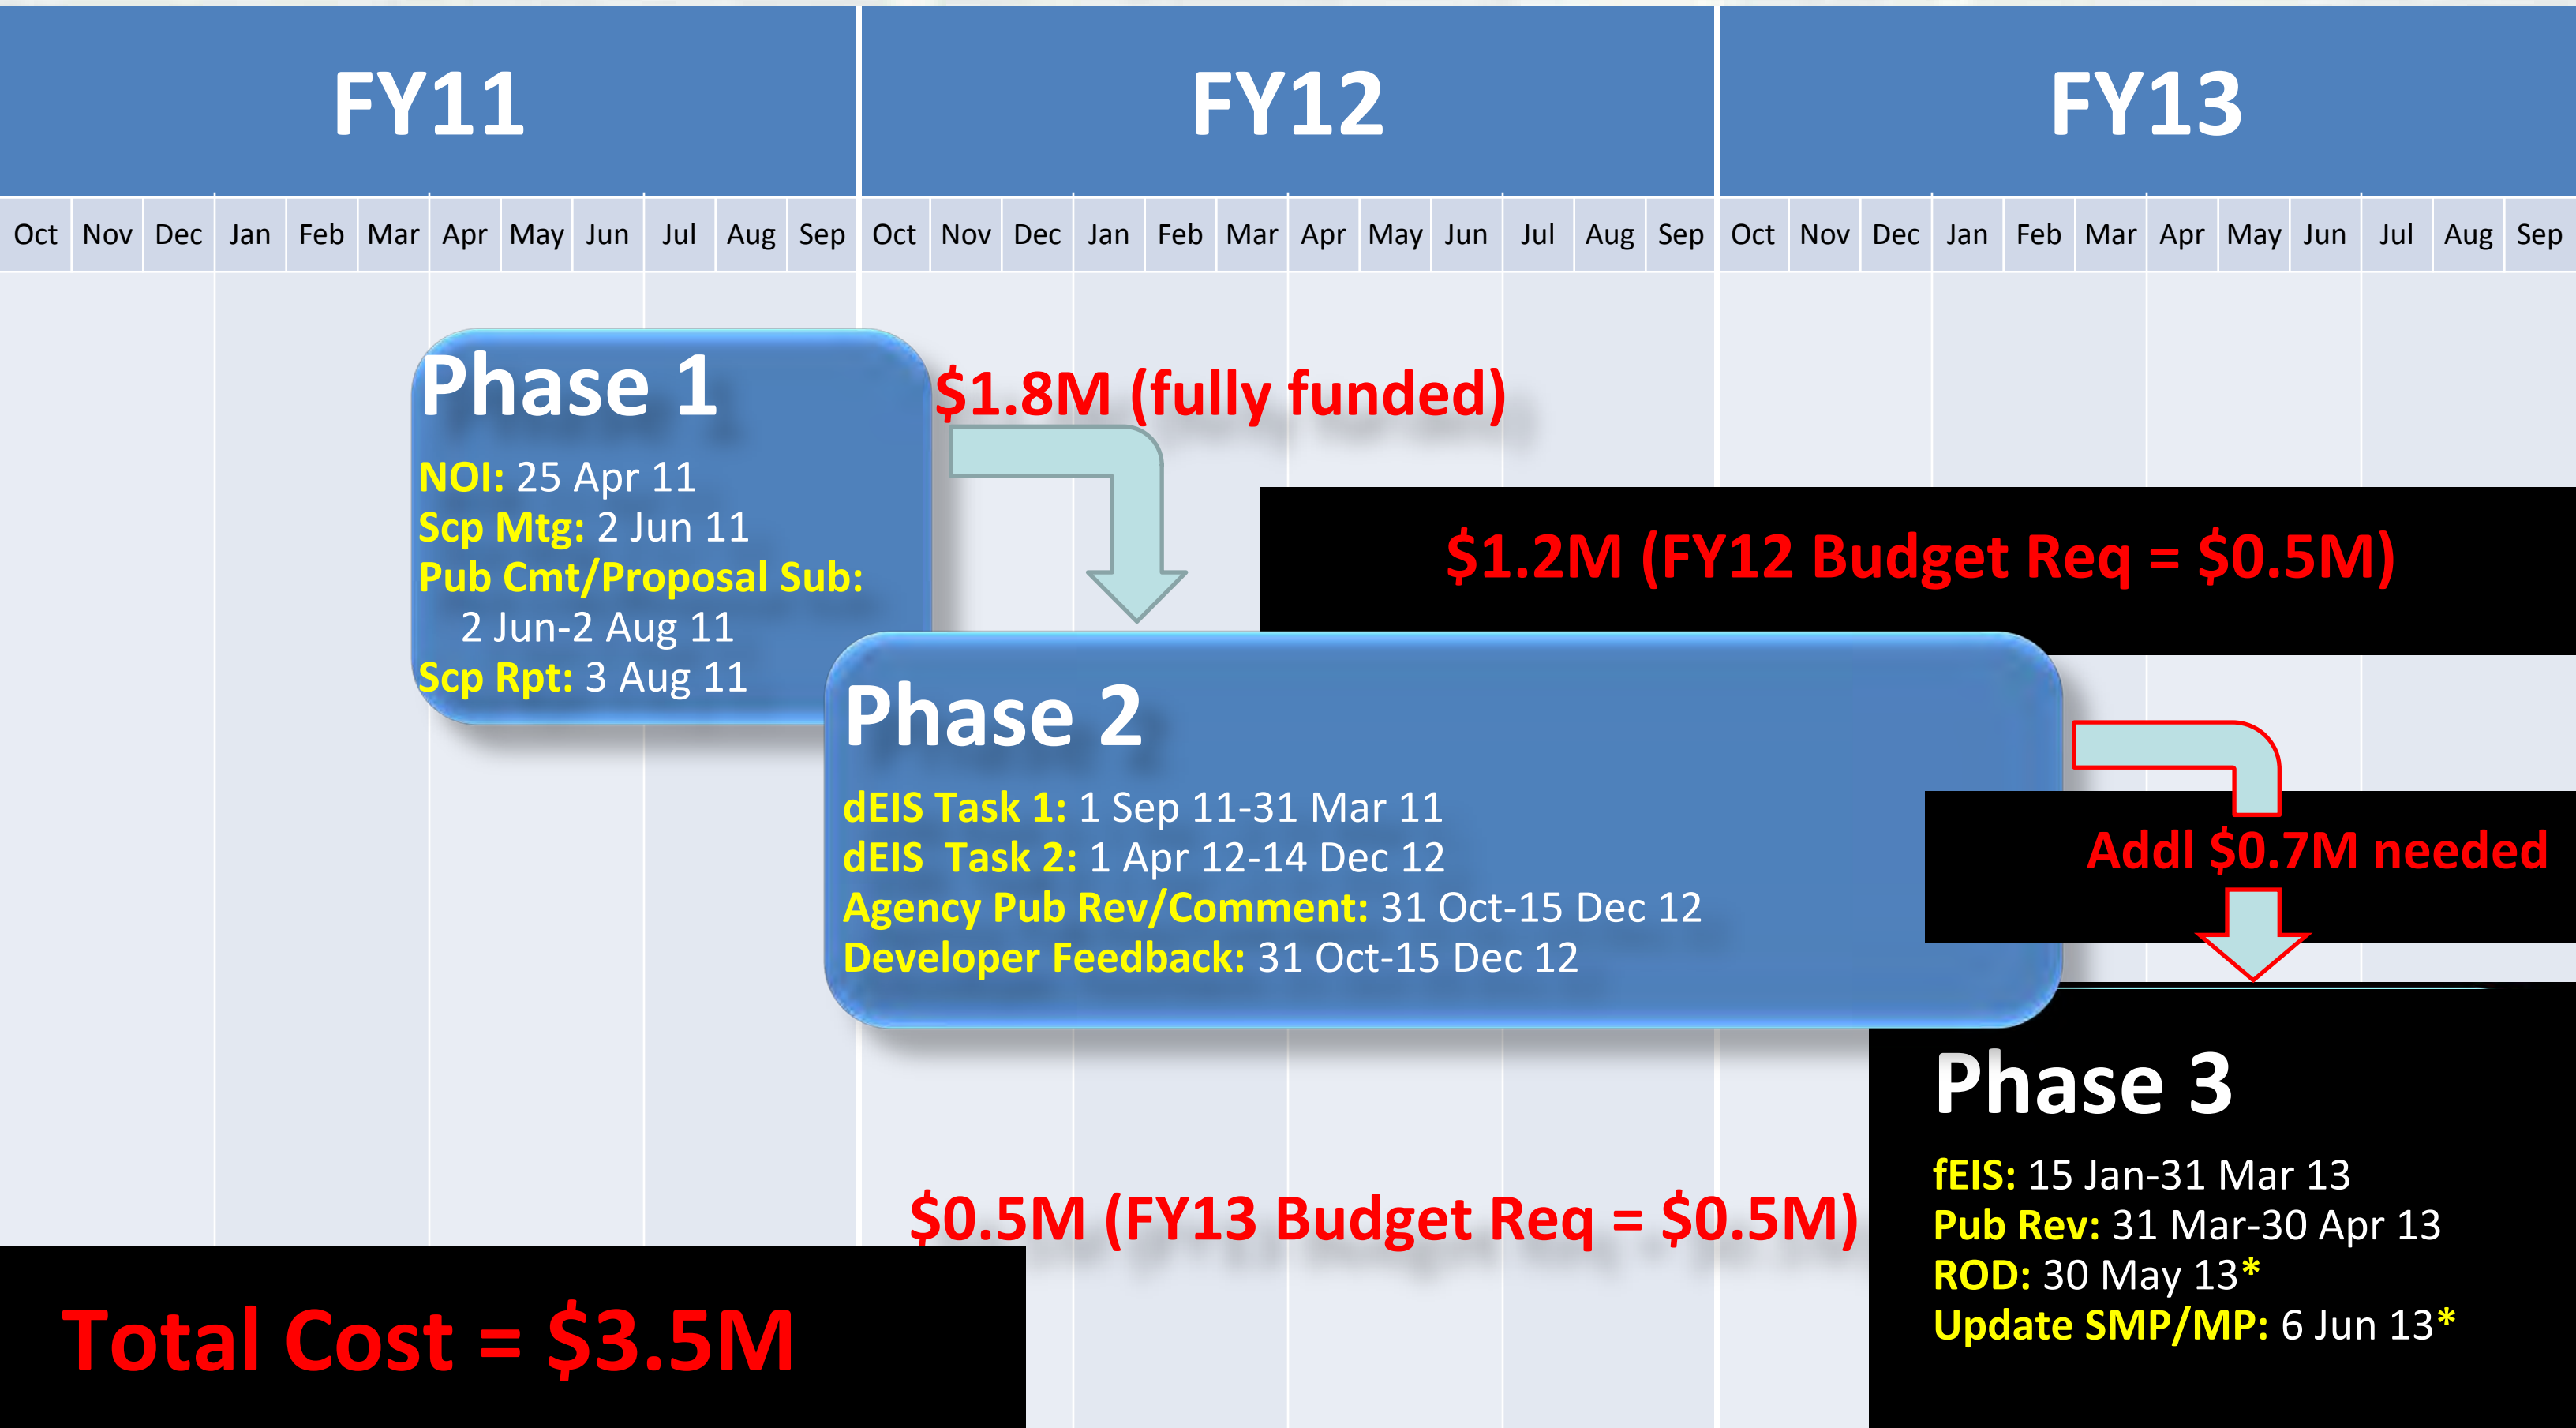 FY11 FY12 FY13
Oct Nov Dec Jan Feb Mar Apr May Jun Jul Aug Sep Oct Nov Dec Jan Feb Mar Apr May Jun Jul Aug Sep Oct Nov Dec Jan Feb Mar Apr May Jun Jul Aug Sep
Phase 1
NOI: 25 Apr 11
Scp Mtg: 2 Jun 11
Pub Cmt/Proposal Sub:
2 Jun-2 Aug 11
Scp Rpt: 3 Aug 11
$1.8M (fully funded)
$1.2M (FY12 Budget Req = $0.5M)
Phase 2
dEIS Task 1: 1 Sep 11-31 Mar 11
dEIS Task 2: 1 Apr 12-14 Dec 12
Agency Pub Rev/Comment: 31 Oct-15 Dec 12
Developer Feedback: 31 Oct-15 Dec 12
Addl $0.7M needed
Phase 3
fEIS: 15 Jan-31 Mar 13
Pub Rev: 31 Mar-30 Apr 13
ROD: 30 May 13*
Update SMP/MP: 6 Jun 13*
$0.5M (FY13 Budget Req = $0.5M)
Total Cost = $3.5M